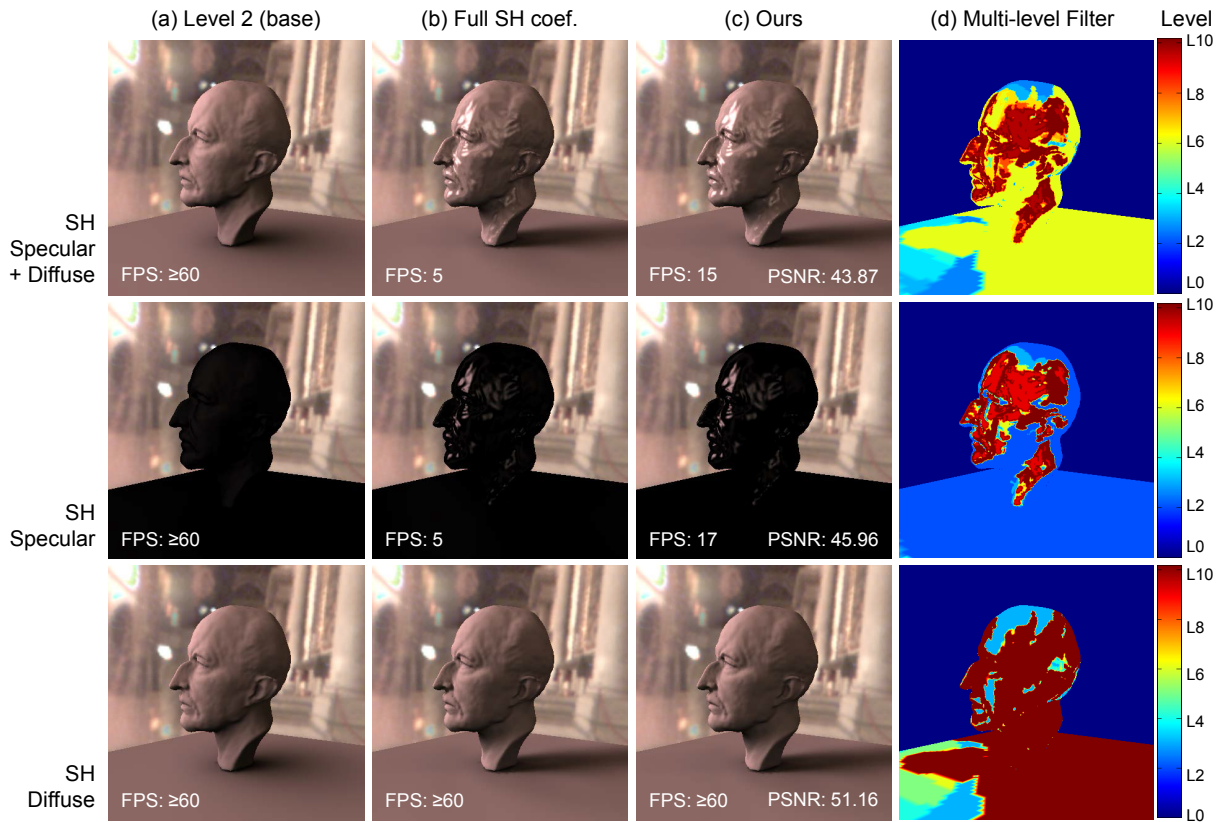 (a) Level 2 (base)
(b) Full SH coef.
(c) Ours
(d) Multi-level Filter
Level
SH
Specular
+ Diffuse
FPS: ≥60
FPS: 5
FPS: 15
PSNR: 43.87
L10
L8
L6
L4
L2
L0
SH
Specular
FPS: ≥60
FPS: 5
FPS: 17
PSNR: 45.96
L10
L8
L6
L4
L2
L0
SH
Diffuse
FPS: ≥60
FPS: ≥60
FPS: ≥60
PSNR: 51.16
L10
L8
L6
L4
L2
L0